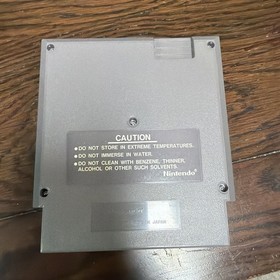 CAUTION
•DO NOT STORE IN EXTREME TEMPERATURES.
•DO NOT IMMERSE IN WATER.
•DO NOT CLEAN WITH BENZENE, THINNER,
ALCOHOL OR OTHER SUCH SOLVENTS.
Nintendo®
JAPAN